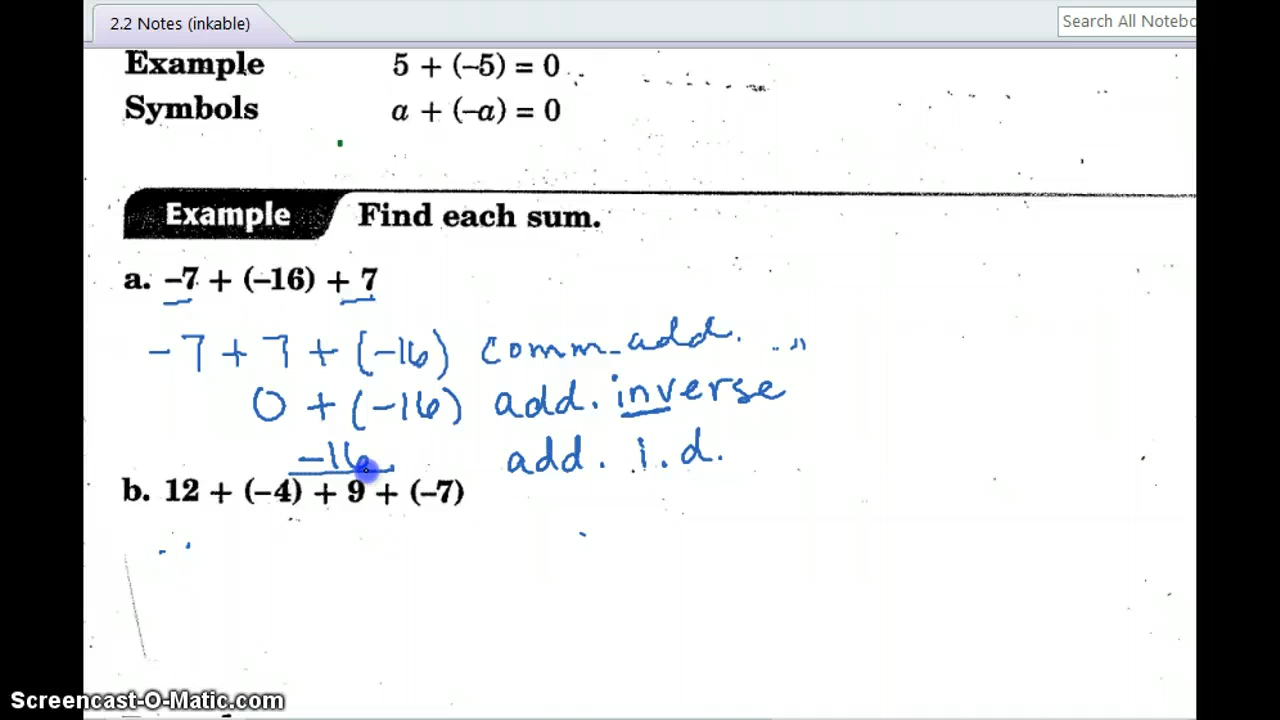 2.2 Notes (inkable)
Search All Notebo
Example 5 + (–5) = 0
Symbols a + (–a) = 0
Example Find each sum.
a. –7 + (–16) + 7
-7 + 7 + (-16) comm. add.
0 + (-16) add. inverse
-16 add. i.d.
b. 12 + (–4) + 9 + (–7)
Screencast-O-Matic.com